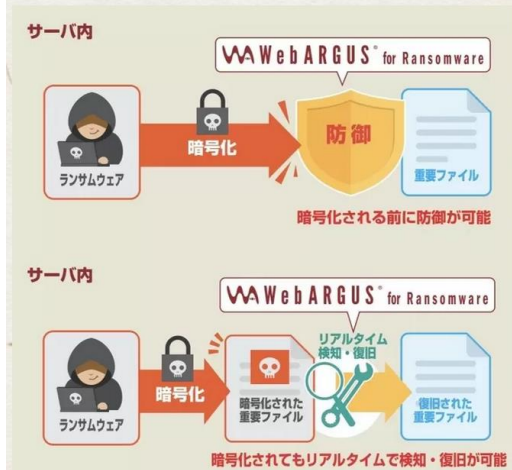 サーバ内
WebARGUS® for Ransomware
ランサムウェア
暗号化
防御
重要ファイル
暗号化される前に防御が可能
サーバ内
WebARGUS® for Ransomware
ランサムウェア
暗号化
暗号化された
重要ファイル
リアルタイム
検知・復旧
復旧された
重要ファイル
暗号化されてもリアルタイムで検知・復旧が可能